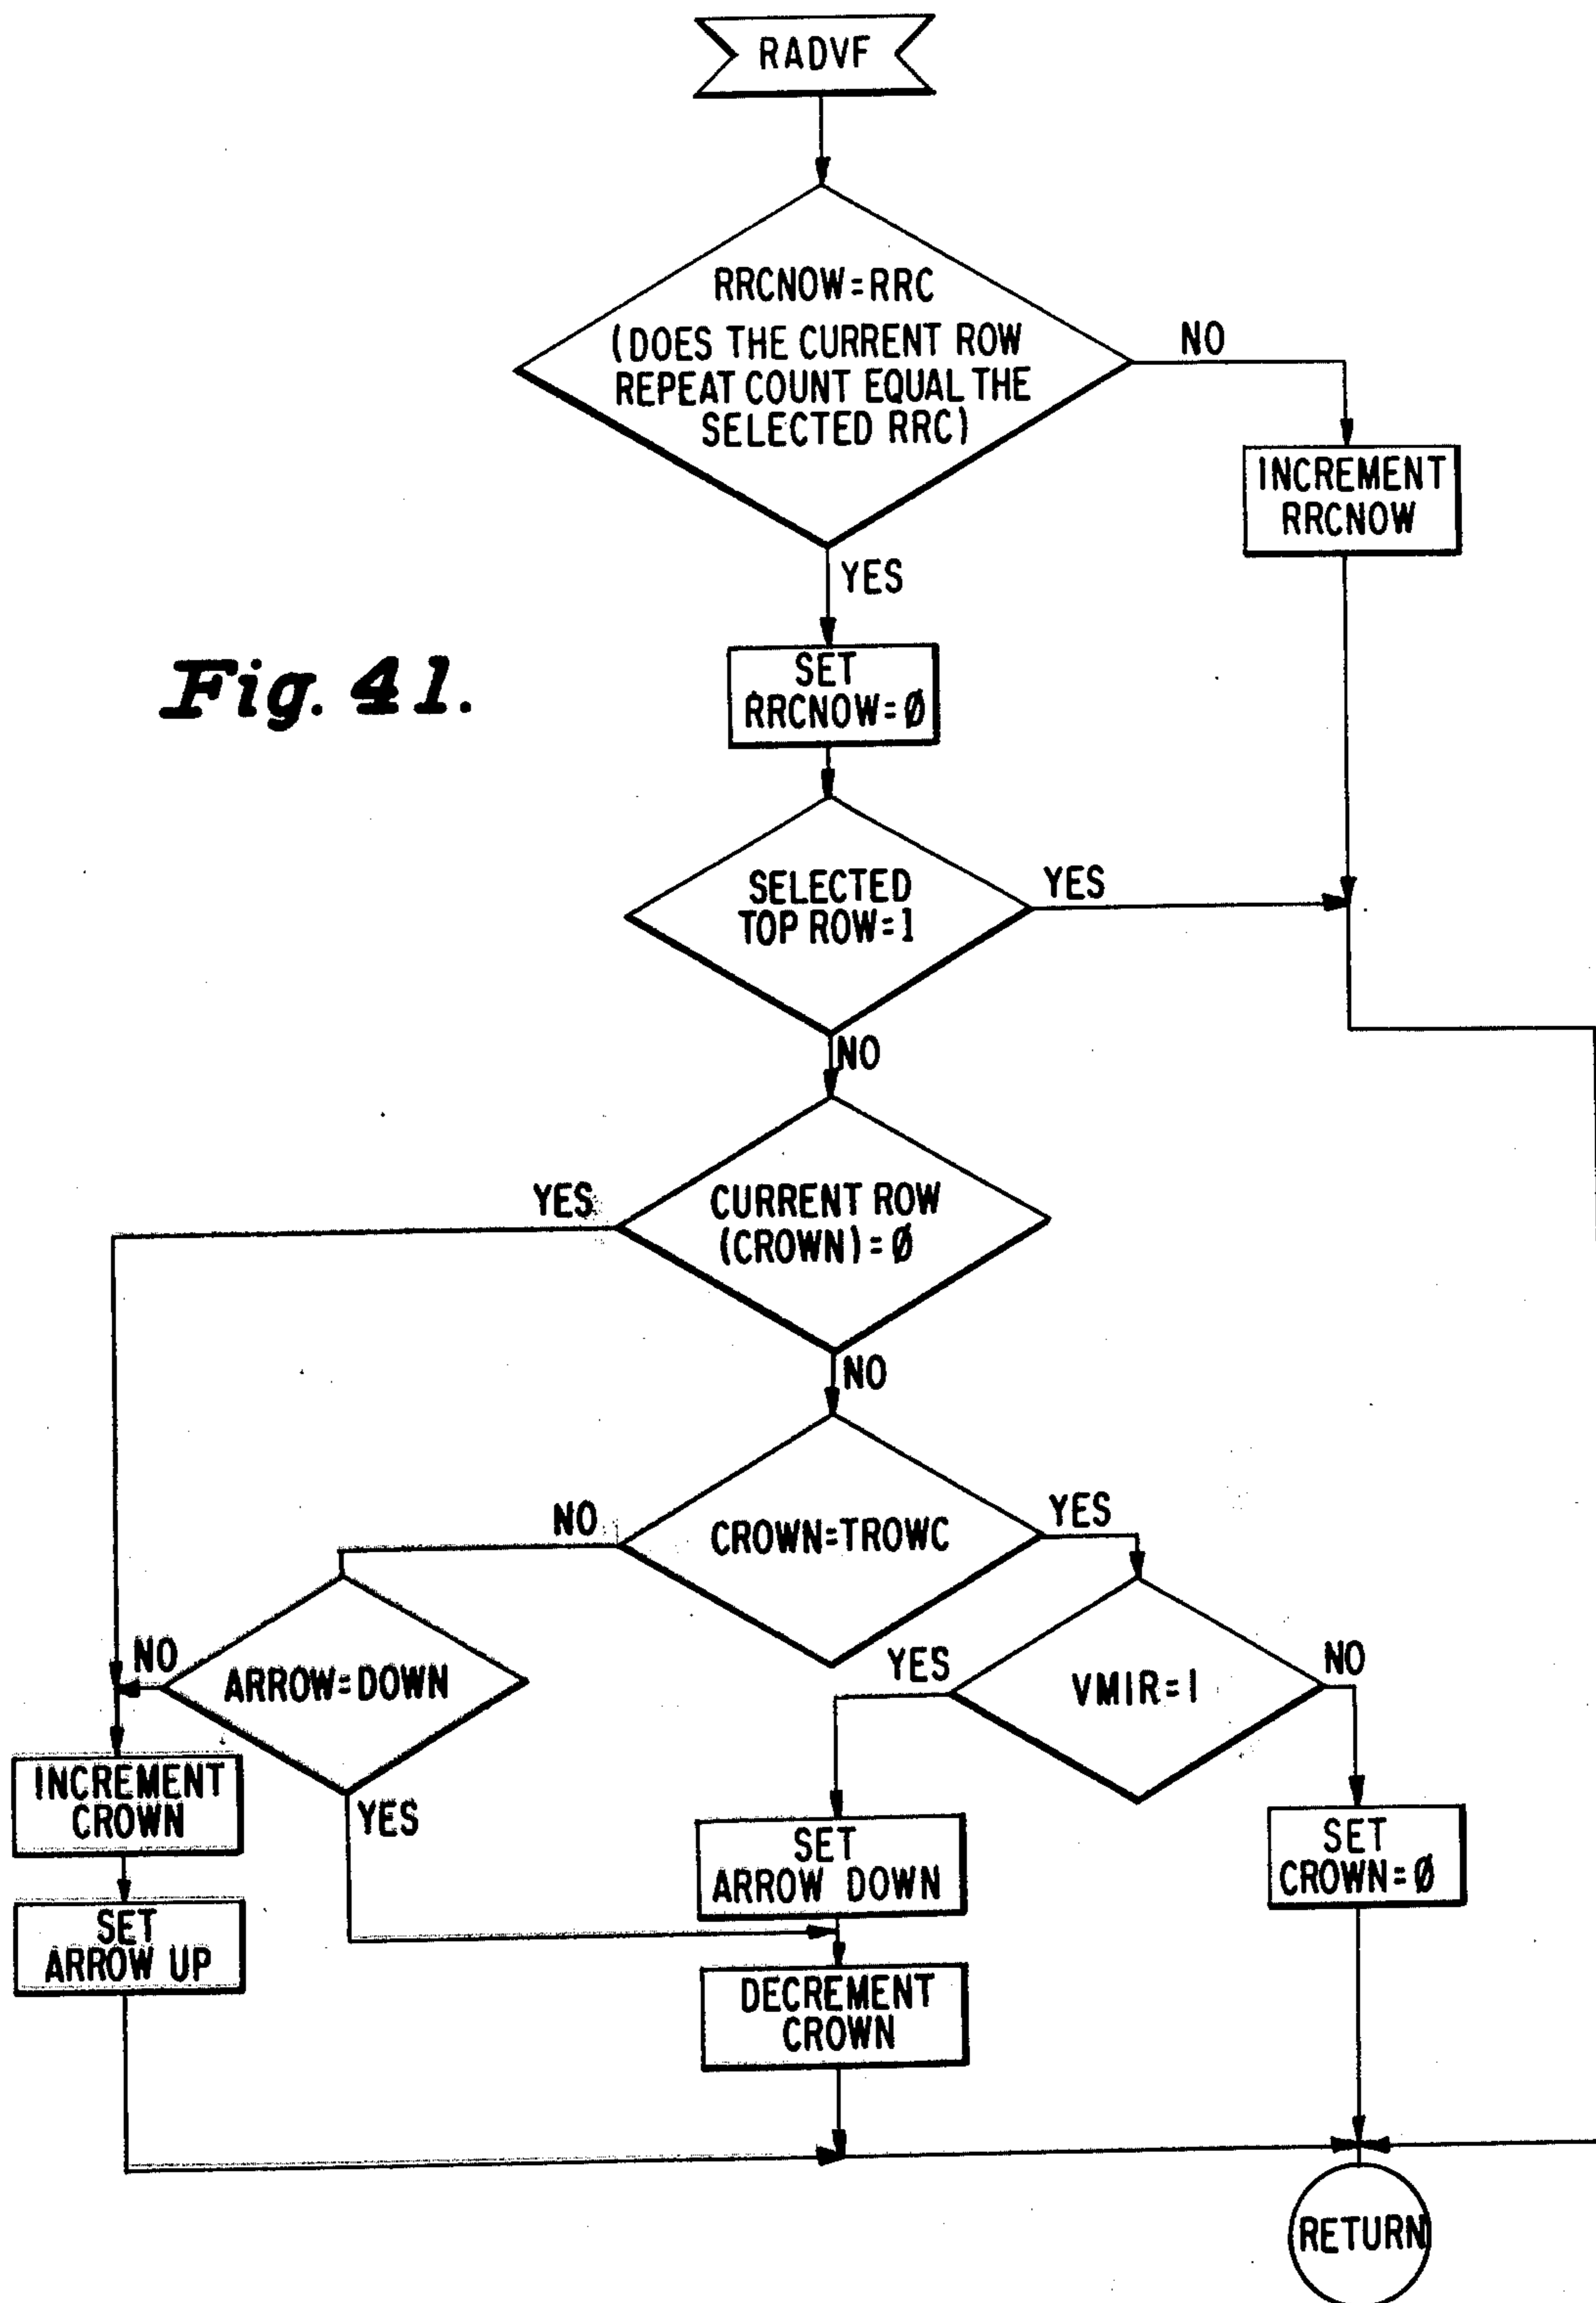 RADVF
RRCNOW=RRC
(DOES THE CURRENT ROW
REPEAT COUNT EQUAL THE
SELECTED RRC)
NO
INCREMENT
RRCNOW
YES
Fig. 41.
SET
RRCNOW=Ø
SELECTED
TOP ROW=1
YES
NO
YES
CURRENT ROW
(CROWN)=Ø
NO
NO
CROWN=TROWC
YES
NO
ARROW=DOWN
YES
VMIR=1
NO
INCREMENT
CROWN
YES
SET
ARROW DOWN
SET
CROWN=Ø
SET
ARROW UP
DECREMENT
CROWN
RETURN